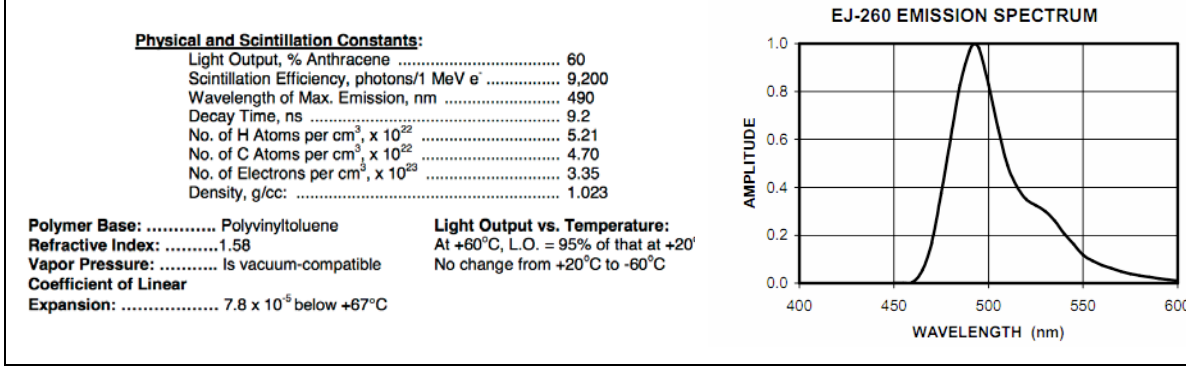 Physical and Scintillation Constants:
Light Output, % Anthracene .................................... 60
Scintillation Efficiency, photons/1 MeV e⁻ ............... 9,200
Wavelength of Max. Emission, nm ......................... 490
Decay Time, ns ........................................................ 9.2
No. of H Atoms per cm³, x 10²² .............................. 5.21
No. of C Atoms per cm³, x 10²² .............................. 4.70
No. of Electrons per cm³, x 10²³ ............................. 3.35
Density, g/cc: .......................................................... 1.023
Polymer Base: ............. Polyvinyltoluene
Refractive Index: ..........1.58
Vapor Pressure: ........... Is vacuum-compatible
Coefficient of Linear
Expansion: ................... 7.8 x 10⁻⁵ below +67°C
Light Output vs. Temperature:
At +60°C, L.O. = 95% of that at +20°
No change from +20°C to -60°C
EJ-260 EMISSION SPECTRUM
1.0
0.8
0.6
0.4
0.2
0.0
AMPLITUDE
400 450 500 550 600
WAVELENGTH (nm)